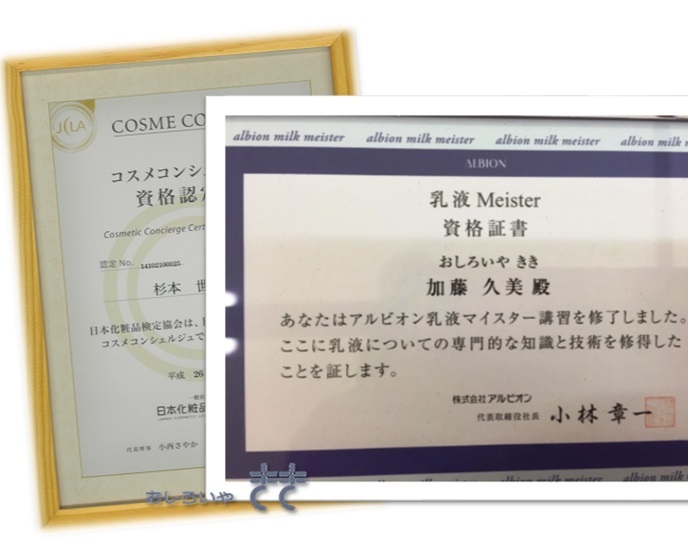 JCLA
COSME CO
コスメコンシ
資格認定
Cosmetic Concierge Cert
認定 No. 14102100025
杉本 世
日本化粧品検定協会は、
コスメコンシェルジュで
平成 26
日本化粧品
代表理事 小西さやか
albion milk meister albion milk meister albion milk meister albion milk
ALBION
乳液 Meister
資格証書
おしろいや きき
加藤 久美 殿
あなたはアルビオン乳液マイスター講習を修了しました。
ここに乳液についての専門的な知識と技術を修得した
ことを証します。
株式会社 アルビオン
代表取締役社長 小林章一
albion milk meister albion milk
おしろいや きき